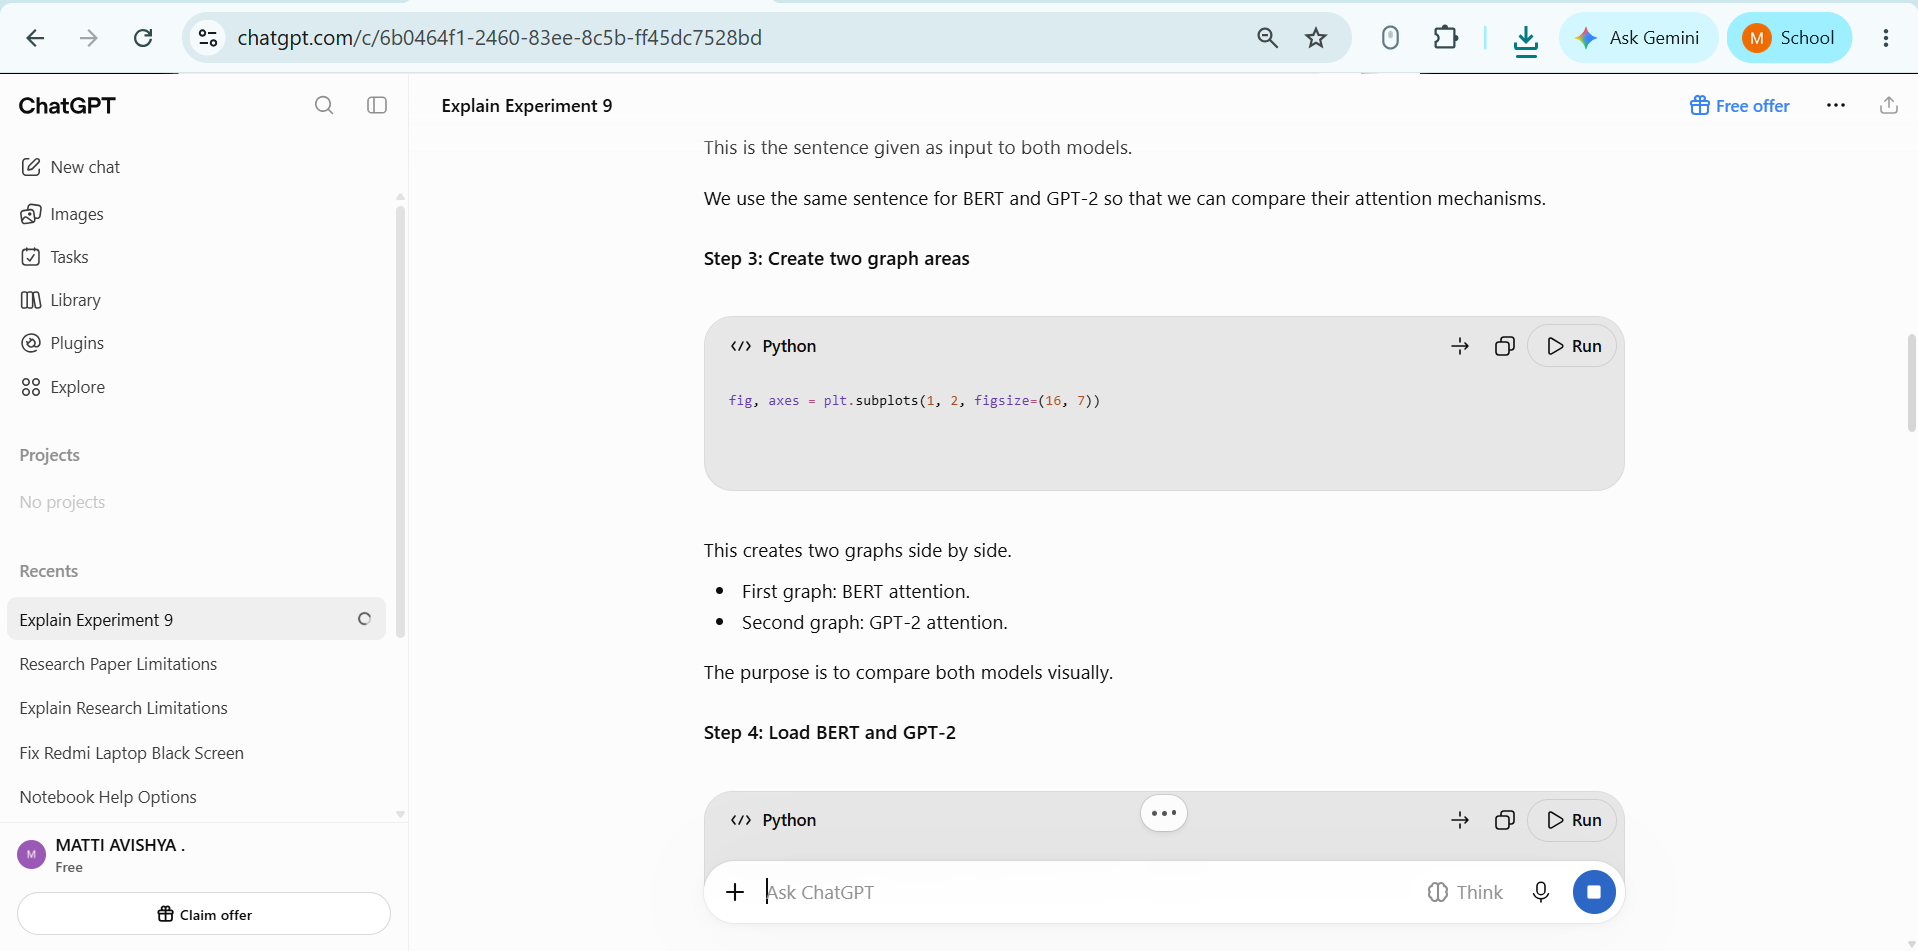 chatgpt.com/c/6b0464f1-2460-83ee-8c5b-ff45dc7528bd
Ask Gemini
M
School
ChatGPT
New chat
Images
Tasks
Library
Plugins
Explore
Projects
No projects
Recents
Explain Experiment 9
Research Paper Limitations
Explain Research Limitations
Fix Redmi Laptop Black Screen
Notebook Help Options
M
MATTI AVISHYA .
Free
Claim offer
Explain Experiment 9
Free offer
This is the sentence given as input to both models.
We use the same sentence for BERT and GPT-2 so that we can compare their attention mechanisms.
Step 3: Create two graph areas
Python
Run
fig, axes = plt.subplots(1, 2, figsize=(16, 7))
This creates two graphs side by side.
• First graph: BERT attention.
• Second graph: GPT-2 attention.
The purpose is to compare both models visually.
Step 4: Load BERT and GPT-2
Python
Run
Ask ChatGPT
Think